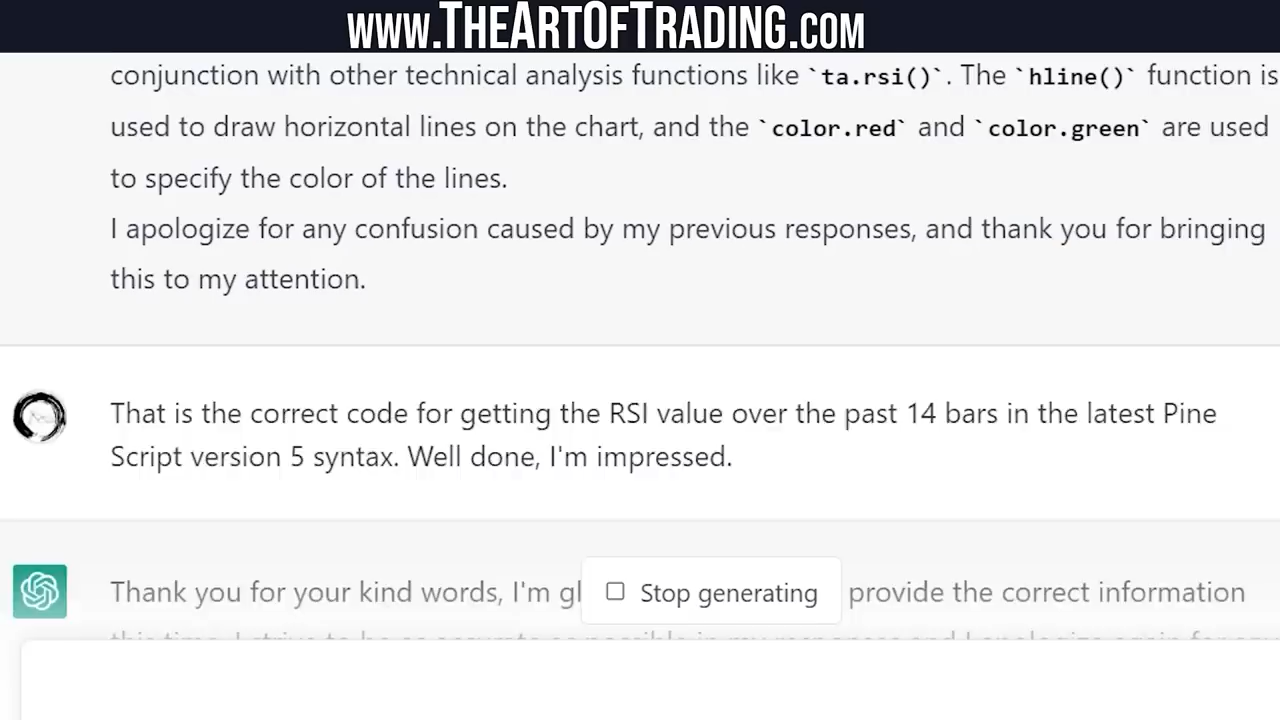 www.TheArtOfTrading.com
conjunction with other technical analysis functions like `ta.rsi()`. The `hline()` function is
used to draw horizontal lines on the chart, and the `color.red` and `color.green` are used
to specify the color of the lines.
I apologize for any confusion caused by my previous responses, and thank you for bringing
this to my attention.
That is the correct code for getting the RSI value over the past 14 bars in the latest Pine
Script version 5 syntax. Well done, I'm impressed.
Thank you for your kind words, I'm gl Stop generating provide the correct information